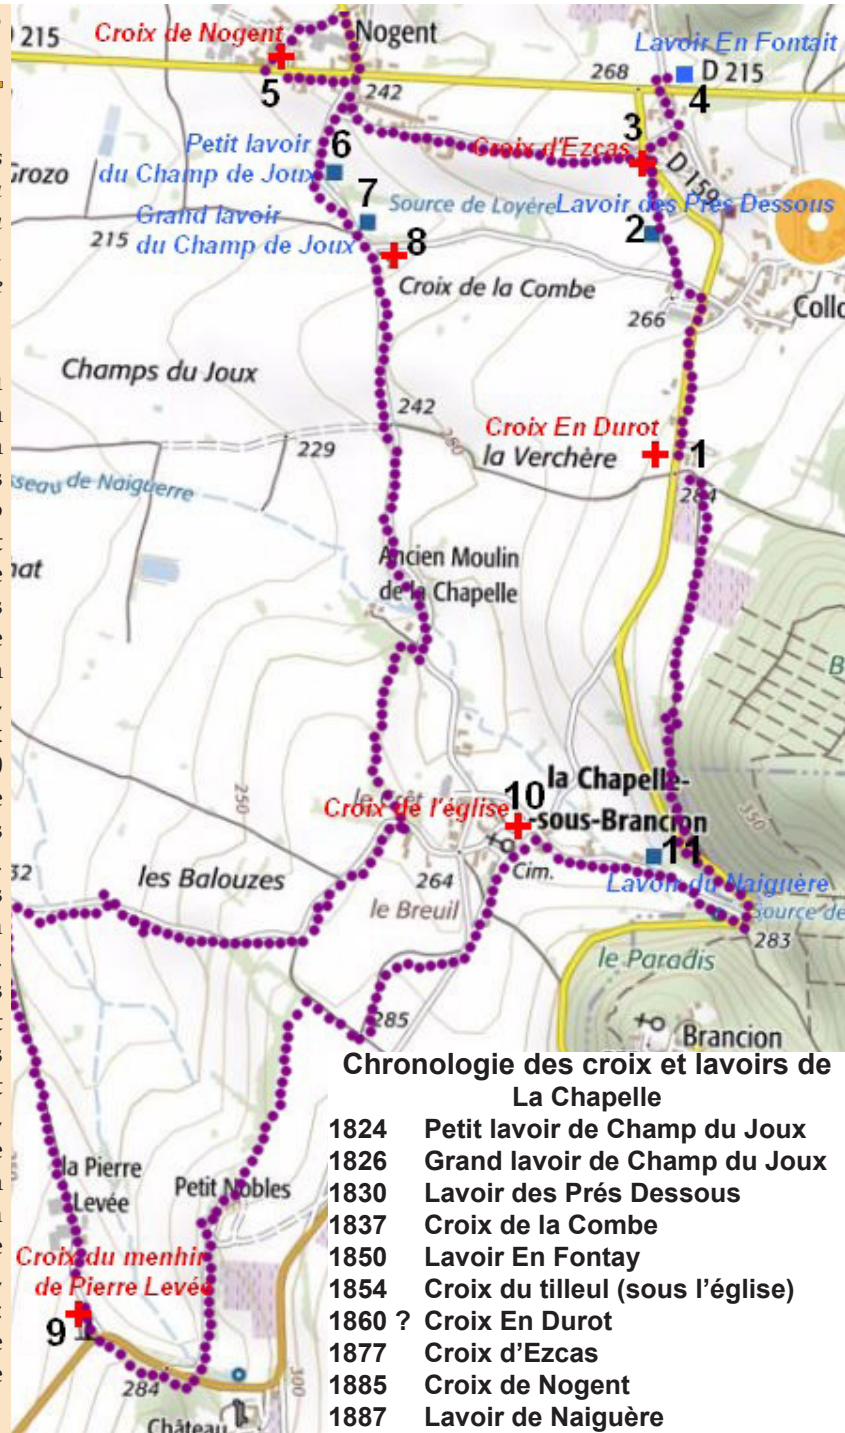 215
Croix de Nogent
Nogent
Lavoir En Fontait
268
D 215
5
242
4
3
Petit lavoir
du Champ de Joux
6
Croix d'Ezcas
D 159
Grozo
7
Grand lavoir
du Champ de Joux
Source de Loyère
Lavoir des Prés Dessous
215
8
2
Croix de la Combe
266
Collo
Champs du Joux
242
280
Croix En Durot
la Verchère
1
229
284
sseau de Naiguerre
Ancien Moulin
de la Chapelle
nat
B
250
350
la Chapelle-
-sous-Brancion
10
Croix de l'église
11
les Balouzes
264
Cim.
Lavoir du Naiguère
le Breuil
Source de
283
le Paradis
285
Brancion
Chronologie des croix et lavoirs de
La Chapelle
1824 Petit lavoir de Champ du Joux
1826 Grand lavoir de Champ du Joux
1830 Lavoir des Prés Dessous
1837 Croix de la Combe
1850 Lavoir En Fontay
1854 Croix du tilleul (sous l'église)
1860 ? Croix En Durot
1877 Croix d'Ezcas
1885 Croix de Nogent
1887 Lavoir de Naiguère
la Pierre
Levée
Petit Nobles
Croix du menhir
de Pierre Levée
9
284
300
Château